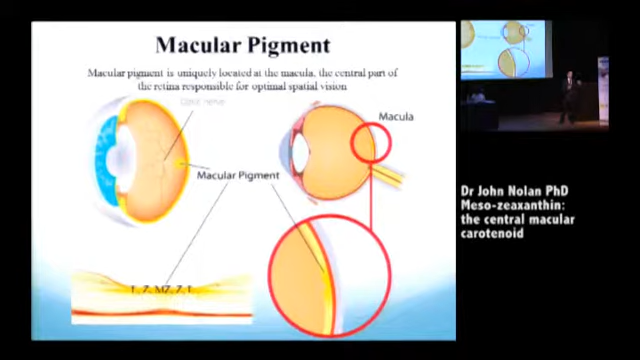 Macular Pigment
Macular pigment is uniquely located at the macula, the central part of
the retina responsible for optimal spatial vision
Optic nerve
Macula
Macular Pigment
L, Z, MZ, Z, L
Dr John Nolan PhD
Meso-zeaxanthin:
the central macular
carotenoid